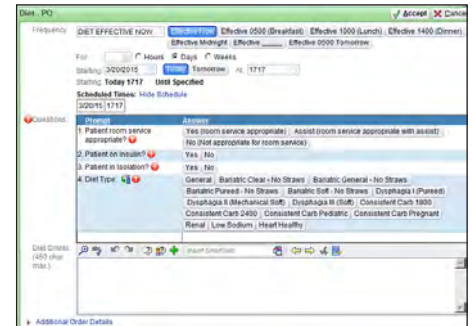 Diet - PO
Accept Cancel
Frequency: DIET EFFECTIVE NOW Effective Now Effective 0500 (Breakfast) Effective 1000 (Lunch) Effective 1400 (Dinner)
Effective Midnight Effective _____ Effective 0500 Tomorrow
For Hours Days Weeks
Starting: 3/20/2015 Today Tomorrow At: 1717
Starting: Today 1717 Until Specified
Scheduled Times: Hide Schedule
3/20/15 1717
Questions: Prompt Answer
1. Patient room service appropriate? Yes (room service appropriate) Assist (room service appropriate with assist)
No (Not appropriate for room service)
2. Patient on insulin? Yes No
3. Patient in Isolation? Yes No
4. Diet Type: General Bariatric Clear - No Straws Bariatric General - No Straws
Bariatric Pureed - No Straws Bariatric Soft - No Straws Dysphagia I (Pureed)
Dysphagia II (Mechanical Soft) Dysphagia III (Soft) Consistent Carb 1800
Consistent Carb 2400 Consistent Carb Pediatric Consistent Carb Pregnant
Renal Low Sodium Heart Healthy
Insert SmartText
(450 char
max.)
Additional Order Details